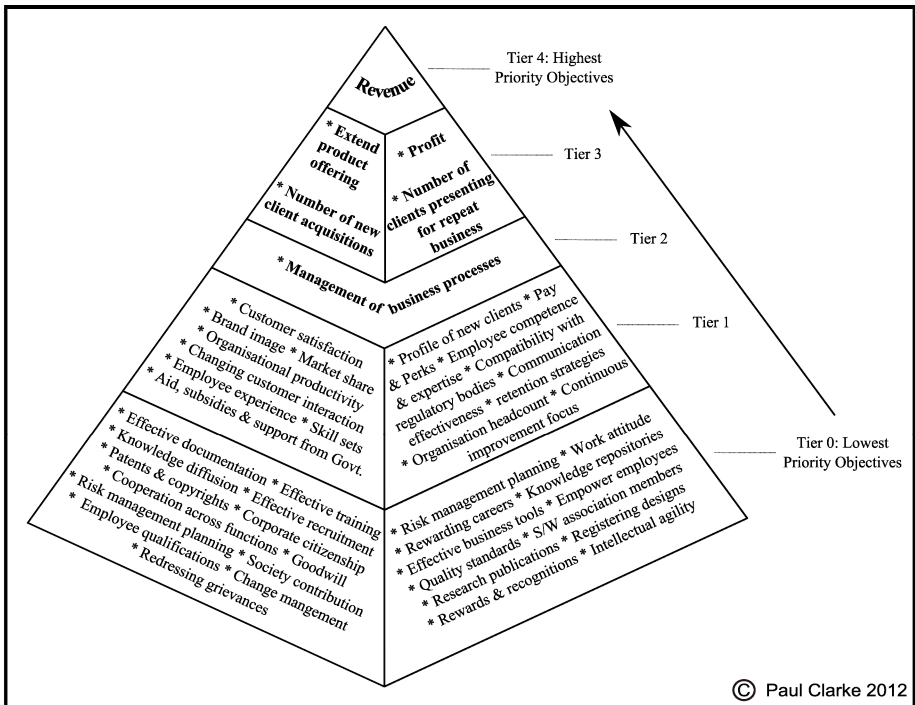 Revenue
Tier 4: Highest
Priority Objectives
* Extend
product
offering
* Number of new
client acquisitions
* Profit
* Number of
clients presenting
for repeat
business
Tier 3
* Management of business processes
Tier 2
* Customer satisfaction
* Brand image * Market share
* Organisational productivity
* Changing customer interaction
* Employee experience * Skill sets
* Aid, subsidies & support from Govt.
* Profile of new clients * Pay
& Perks * Employee competence
& expertise * Compatibility with
regulatory bodies * Communication
effectiveness * retention strategies
* Organisation headcount * Continuous
improvement focus
Tier 1
* Effective documentation * Effective training
* Knowledge diffusion * Effective recruitment
* Patents & copyrights * Corporate citizenship
* Cooperation across functions * Goodwill
* Risk management planning * Society contribution
* Employee qualifications * Change mangement
* Redressing grievances
* Risk management planning * Work attitude
* Rewarding careers * Knowledge repositories
* Effective business tools * Empower employees
* Quality standards * S/W association members
* Research publications * Registering designs
* Rewards & recognitions * Intellectual agility
Tier 0: Lowest
Priority Objectives
© Paul Clarke 2012